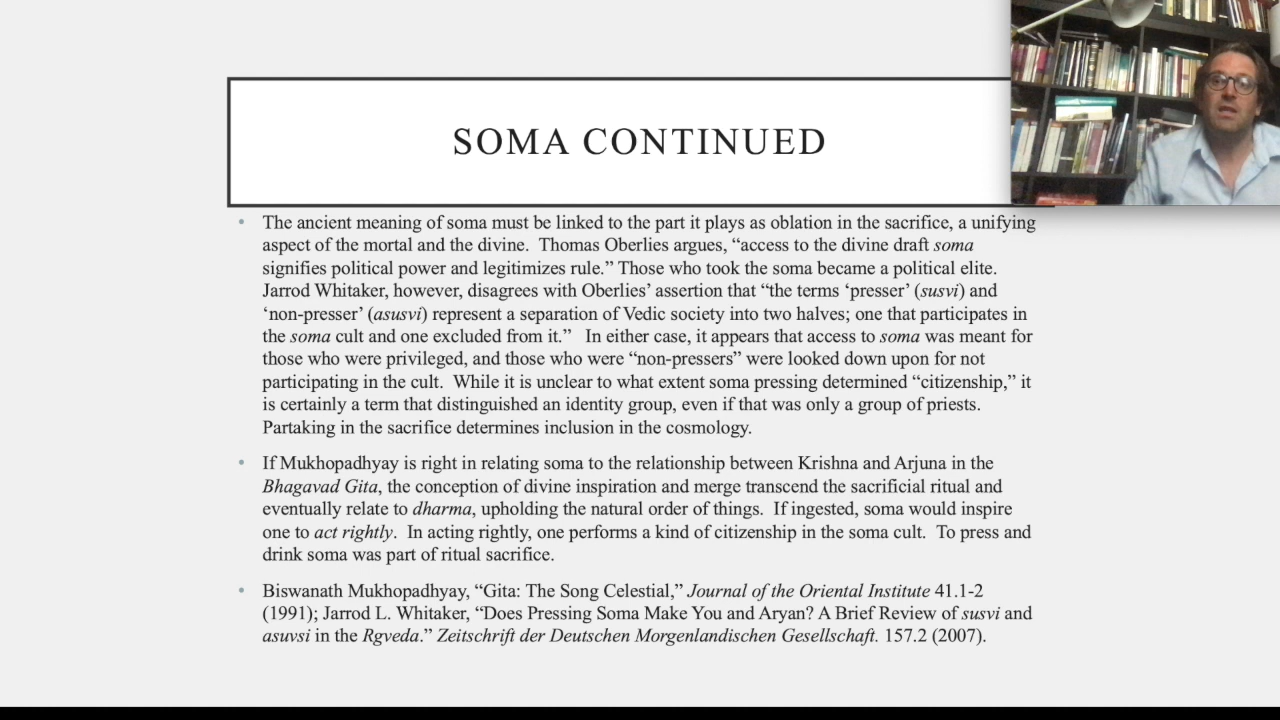 SOMA CONTINUED
• The ancient meaning of soma must be linked to the part it plays as oblation in the sacrifice, a unifying
aspect of the mortal and the divine.  Thomas Oberlies argues, “access to the divine draft soma
signifies political power and legitimizes rule.” Those who took the soma became a political elite.
Jarrod Whitaker, however, disagrees with Oberlies’ assertion that “the terms ‘presser’ (susvi) and
‘non-presser’ (asusvi) represent a separation of Vedic society into two halves; one that participates in
the soma cult and one excluded from it.”   In either case, it appears that access to soma was meant for
those who were privileged, and those who were “non-pressers” were looked down upon for not
participating in the cult.  While it is unclear to what extent soma pressing determined “citizenship,” it
is certainly a term that distinguished an identity group, even if that was only a group of priests.
Partaking in the sacrifice determines inclusion in the cosmology.
• If Mukhopadhyay is right in relating soma to the relationship between Krishna and Arjuna in the
Bhagavad Gita, the conception of divine inspiration and merge transcend the sacrificial ritual and
eventually relate to dharma, upholding the natural order of things.  If ingested, soma would inspire
one to act rightly.  In acting rightly, one performs a kind of citizenship in the soma cult.  To press and
drink soma was part of ritual sacrifice.
• Biswanath Mukhopadhyay, “Gita: The Song Celestial,” Journal of the Oriental Institute 41.1-2
(1991); Jarrod L. Whitaker, “Does Pressing Soma Make You and Aryan? A Brief Review of susvi and
asuvsi in the Rgveda.” Zeitschrift der Deutschen Morgenlandischen Gesellschaft. 157.2 (2007).